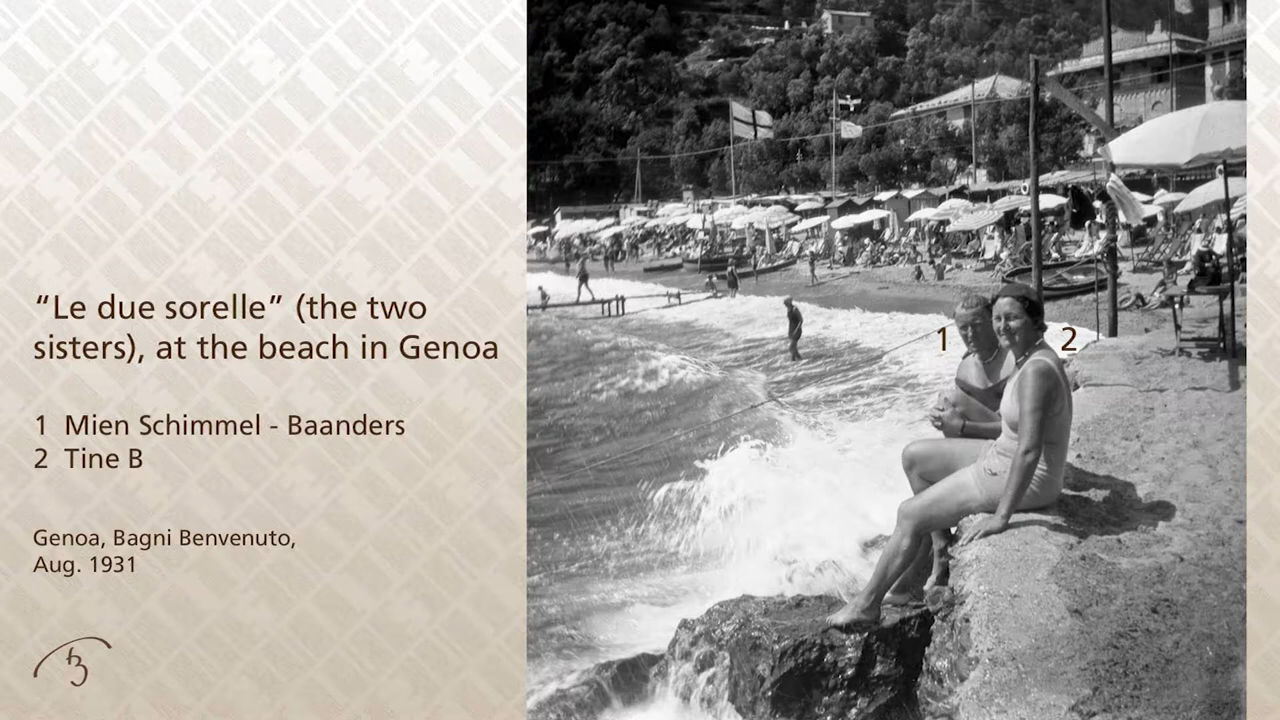 “Le due sorelle” (the two
sisters), at the beach in Genoa
1 Mien Schimmel - Baanders
2 Tine B
Genoa, Bagni Benvenuto,
Aug. 1931
1
2